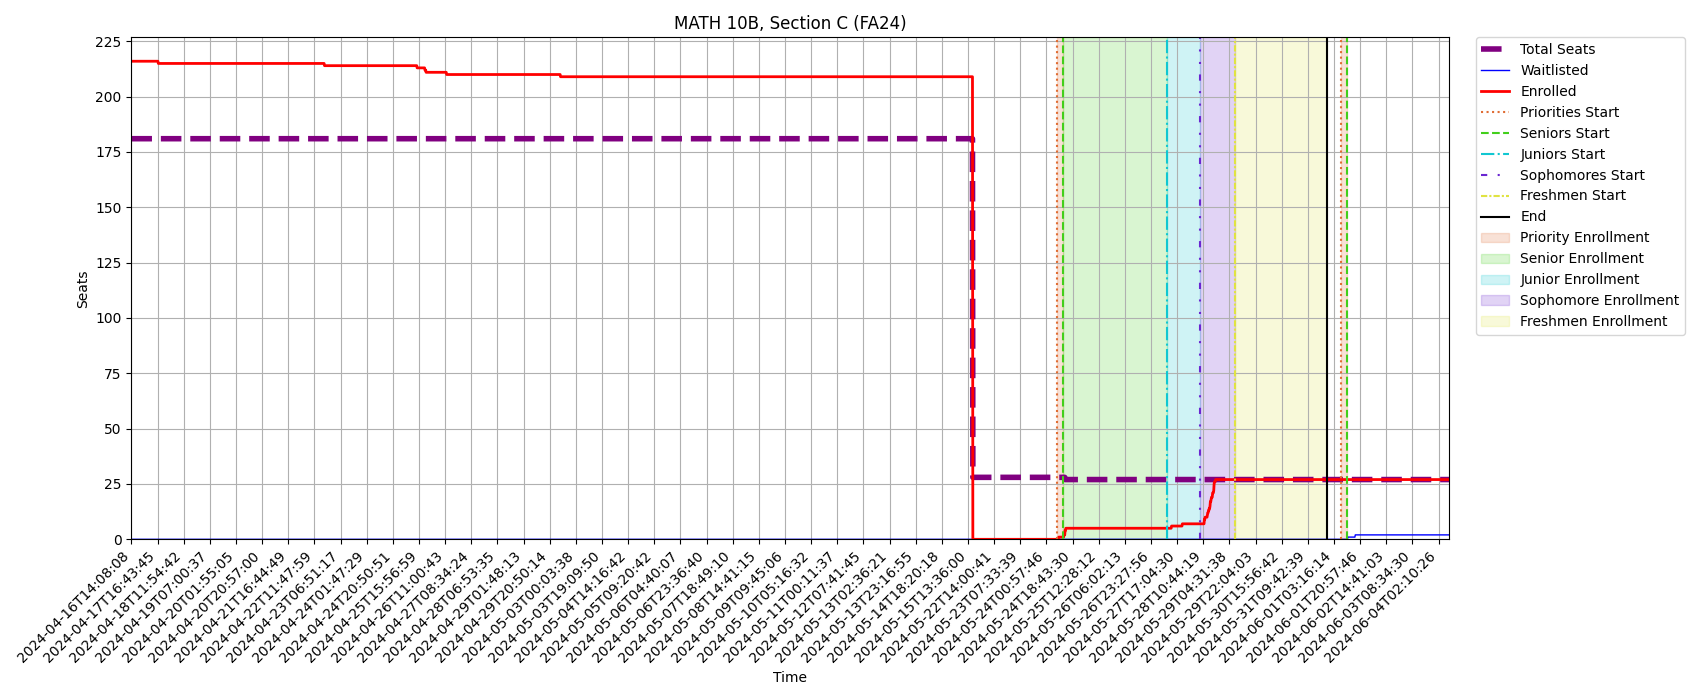 MATH 10B, Section C (FA24)
Seats
225
200
175
150
125
100
75
50
25
0
2024-04-16T14:08:08
2024-04-17T16:43:45
2024-04-18T11:54:42
2024-04-19T07:00:37
2024-04-20T01:55:05
2024-04-20T20:57:00
2024-04-21T16:44:49
2024-04-22T11:47:59
2024-04-23T06:51:17
2024-04-24T01:47:29
2024-04-24T20:50:51
2024-04-25T15:56:59
2024-04-26T11:00:43
2024-04-27T08:34:24
2024-04-28T06:53:35
2024-04-29T01:48:13
2024-04-29T20:50:14
2024-05-03T00:03:38
2024-05-03T19:09:50
2024-05-04T14:16:42
2024-05-05T09:20:42
2024-05-06T04:40:07
2024-05-06T23:36:40
2024-05-07T18:49:10
2024-05-08T14:41:15
2024-05-09T09:45:06
2024-05-10T05:16:32
2024-05-11T00:11:37
2024-05-12T07:41:45
2024-05-13T02:36:21
2024-05-13T23:16:55
2024-05-14T18:20:18
2024-05-15T13:36:00
2024-05-22T14:00:41
2024-05-23T07:33:39
2024-05-24T00:57:46
2024-05-24T18:43:30
2024-05-25T12:28:12
2024-05-26T06:02:13
2024-05-26T23:27:56
2024-05-27T17:04:30
2024-05-28T10:44:19
2024-05-29T04:31:38
2024-05-29T22:04:03
2024-05-30T15:56:42
2024-05-31T09:42:39
2024-06-01T03:16:14
2024-06-01T20:57:46
2024-06-02T14:41:03
2024-06-03T08:34:30
2024-06-04T02:10:26
Time
Total Seats
Waitlisted
Enrolled
Priorities Start
Seniors Start
Juniors Start
Sophomores Start
Freshmen Start
End
Priority Enrollment
Senior Enrollment
Junior Enrollment
Sophomore Enrollment
Freshmen Enrollment